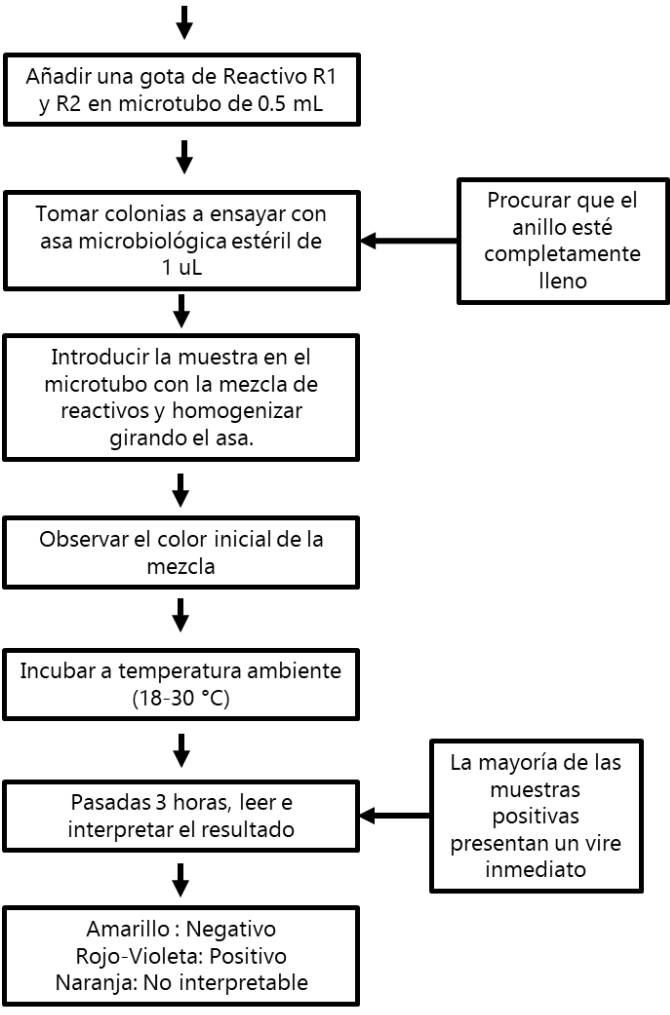 Añadir una gota de Reactivo R1
y R2 en microtubo de 0.5 mL
Tomar colonias a ensayar con
asa microbiológica estéril de
1 uL
Procurar que el
anillo esté
completamente
lleno
Introducir la muestra en el
microtubo con la mezcla de
reactivos y homogenizar
girando el asa.
Observar el color inicial de la
mezcla
Incubar a temperatura ambiente
(18-30 °C)
Pasadas 3 horas, leer e
interpretar el resultado
La mayoría de las
muestras
positivas
presentan un vire
inmediato
Amarillo : Negativo
Rojo-Violeta: Positivo
Naranja: No interpretable